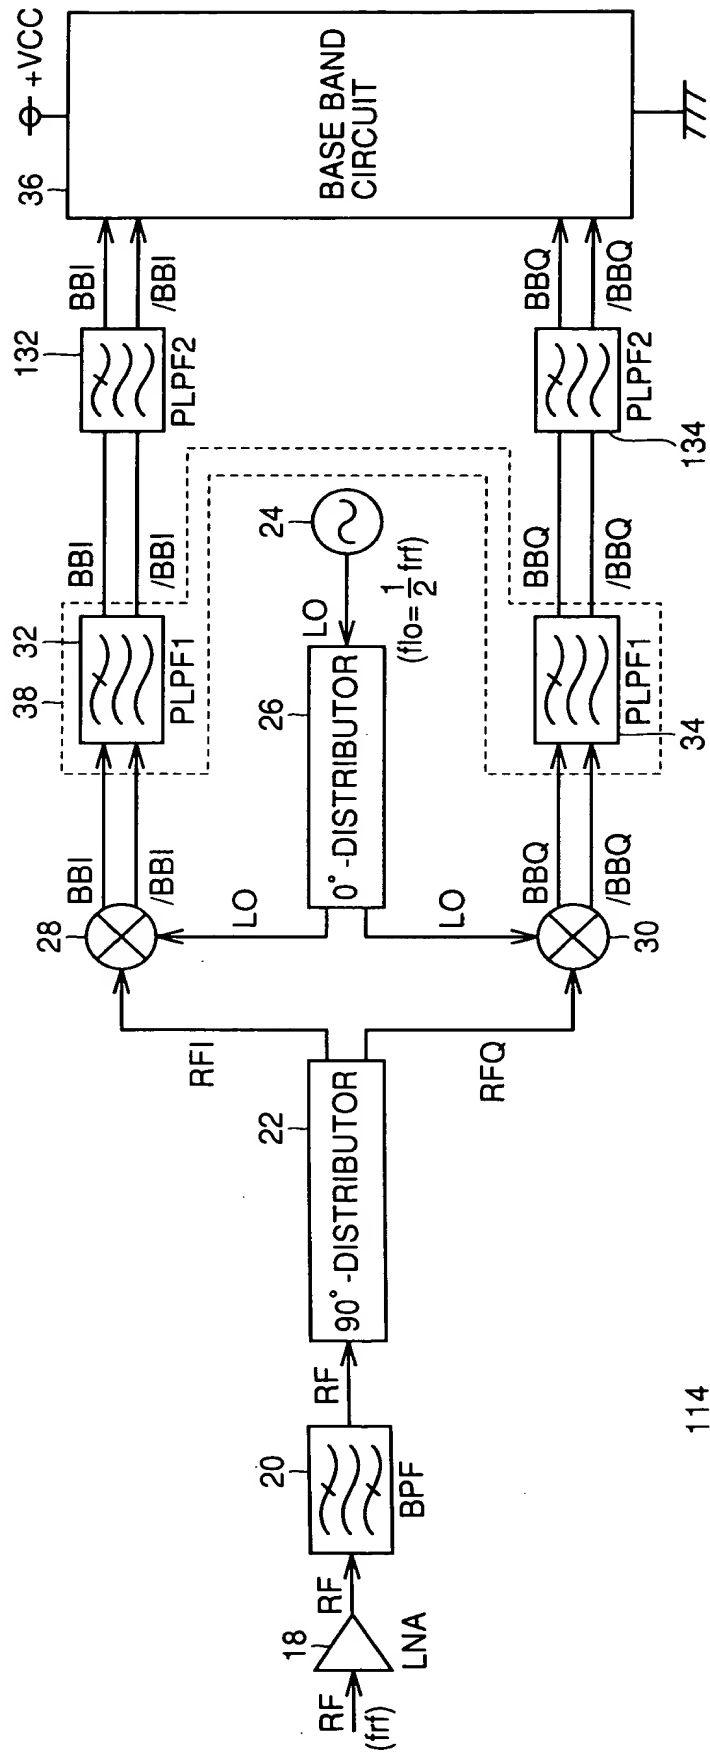 RF
(frf)
18
LNA
RF
20
BPF
RF
22
90°-DISTRIBUTOR
RFI
RFQ
28
30
LO
LO
26
0°-DISTRIBUTOR
LO
24
(flo=1/2 frf)
BBI
/BBI
38
32
PLPF1
BBI
/BBI
132
PLPF2
BBI
/BBI
BBQ
/BBQ
34
PLPF1
BBQ
/BBQ
134
PLPF2
BBQ
/BBQ
36
+VCC
BASE BAND
CIRCUIT
114